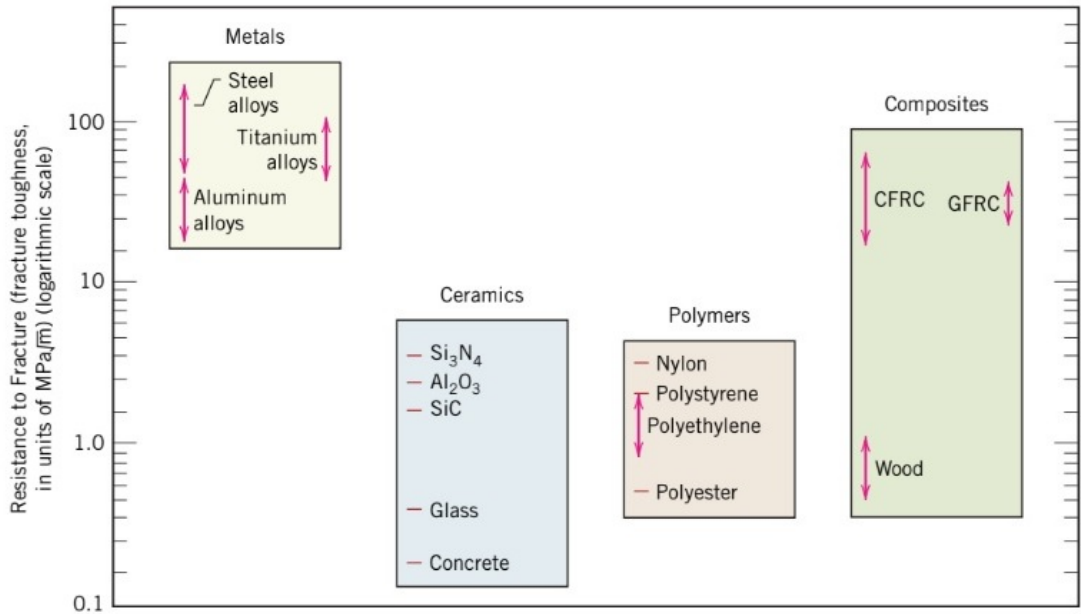 Resistance to Fracture (fracture toughness,
in units of MPa√m) (logarithmic scale)
100
10
1.0
0.1
Metals
Steel
alloys
Titanium
alloys
Aluminum
alloys
Ceramics
Si₃N₄
Al₂O₃
SiC
Glass
Concrete
Polymers
Nylon
Polystyrene
Polyethylene
Polyester
Composites
CFRC
GFRC
Wood